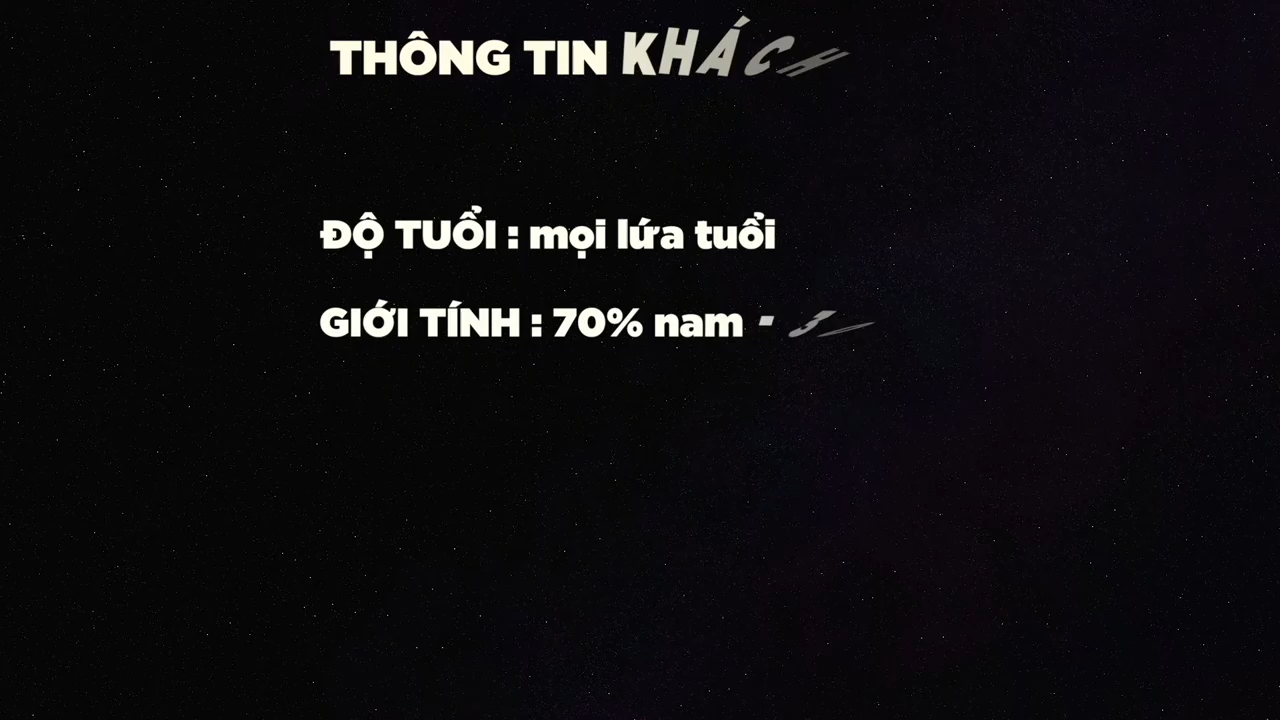 THÔNG TIN KHÁCH
ĐỘ TUỔI : mọi lứa tuổi
GIỚI TÍNH : 70% nam -